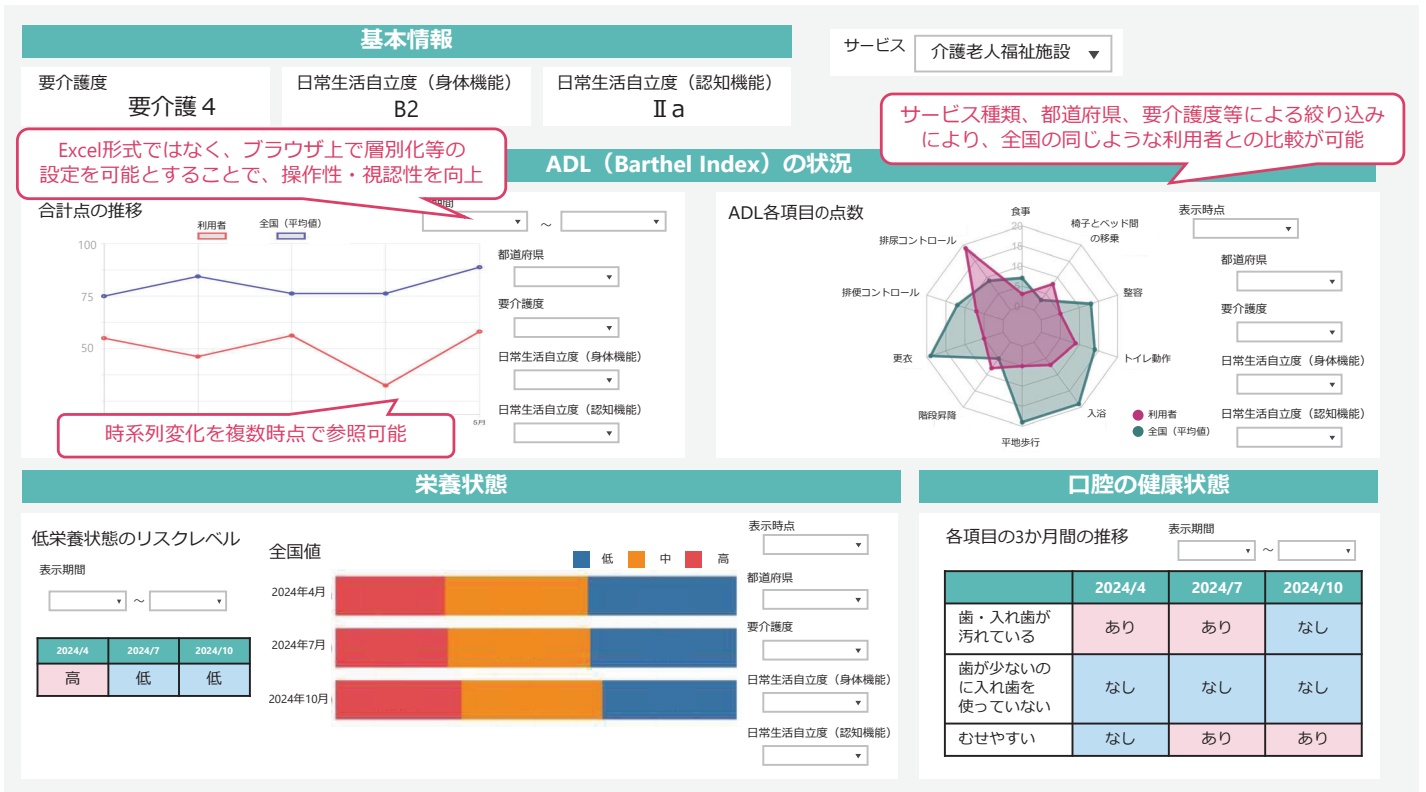 基本情報
サービス
介護老人福祉施設
要介護度
要介護４
日常生活自立度（身体機能）
B2
日常生活自立度（認知機能）
Ⅱａ
サービス種類、都道府県、要介護度等による絞り込み
により、全国の同じような利用者との比較が可能
Excel形式ではなく、ブラウザ上で層別化等の
設定を可能とすることで、操作性・視認性を向上
ADL（Barthel Index）の状況
合計点の推移
利用者
全国（平均値）
～
100
75
50
8月
都道府県
要介護度
日常生活自立度（身体機能）
日常生活自立度（認知機能）
時系列変化を複数時点で参照可能
ADL各項目の点数
食事
椅子とベッド間
の移乗
整容
トイレ動作
入浴
平地歩行
階段昇降
更衣
排便コントロール
排尿コントロール
20
15
10
5
0
利用者
全国（平均値）
表示時点
都道府県
要介護度
日常生活自立度（身体機能）
日常生活自立度（認知機能）
栄養状態
低栄養状態のリスクレベル
表示期間
～
2024/4 2024/7 2024/10
高 低 低
全国値
低 中 高
2024年4月
2024年7月
2024年10月
表示時点
都道府県
要介護度
日常生活自立度（身体機能）
日常生活自立度（認知機能）
口腔の健康状態
各項目の3か月間の推移
表示期間
～
2024/4 2024/7 2024/10
歯・入れ歯が
汚れている
あり あり なし
歯が少ないの
に入れ歯を
使っていない
なし なし なし
むせやすい なし あり あり